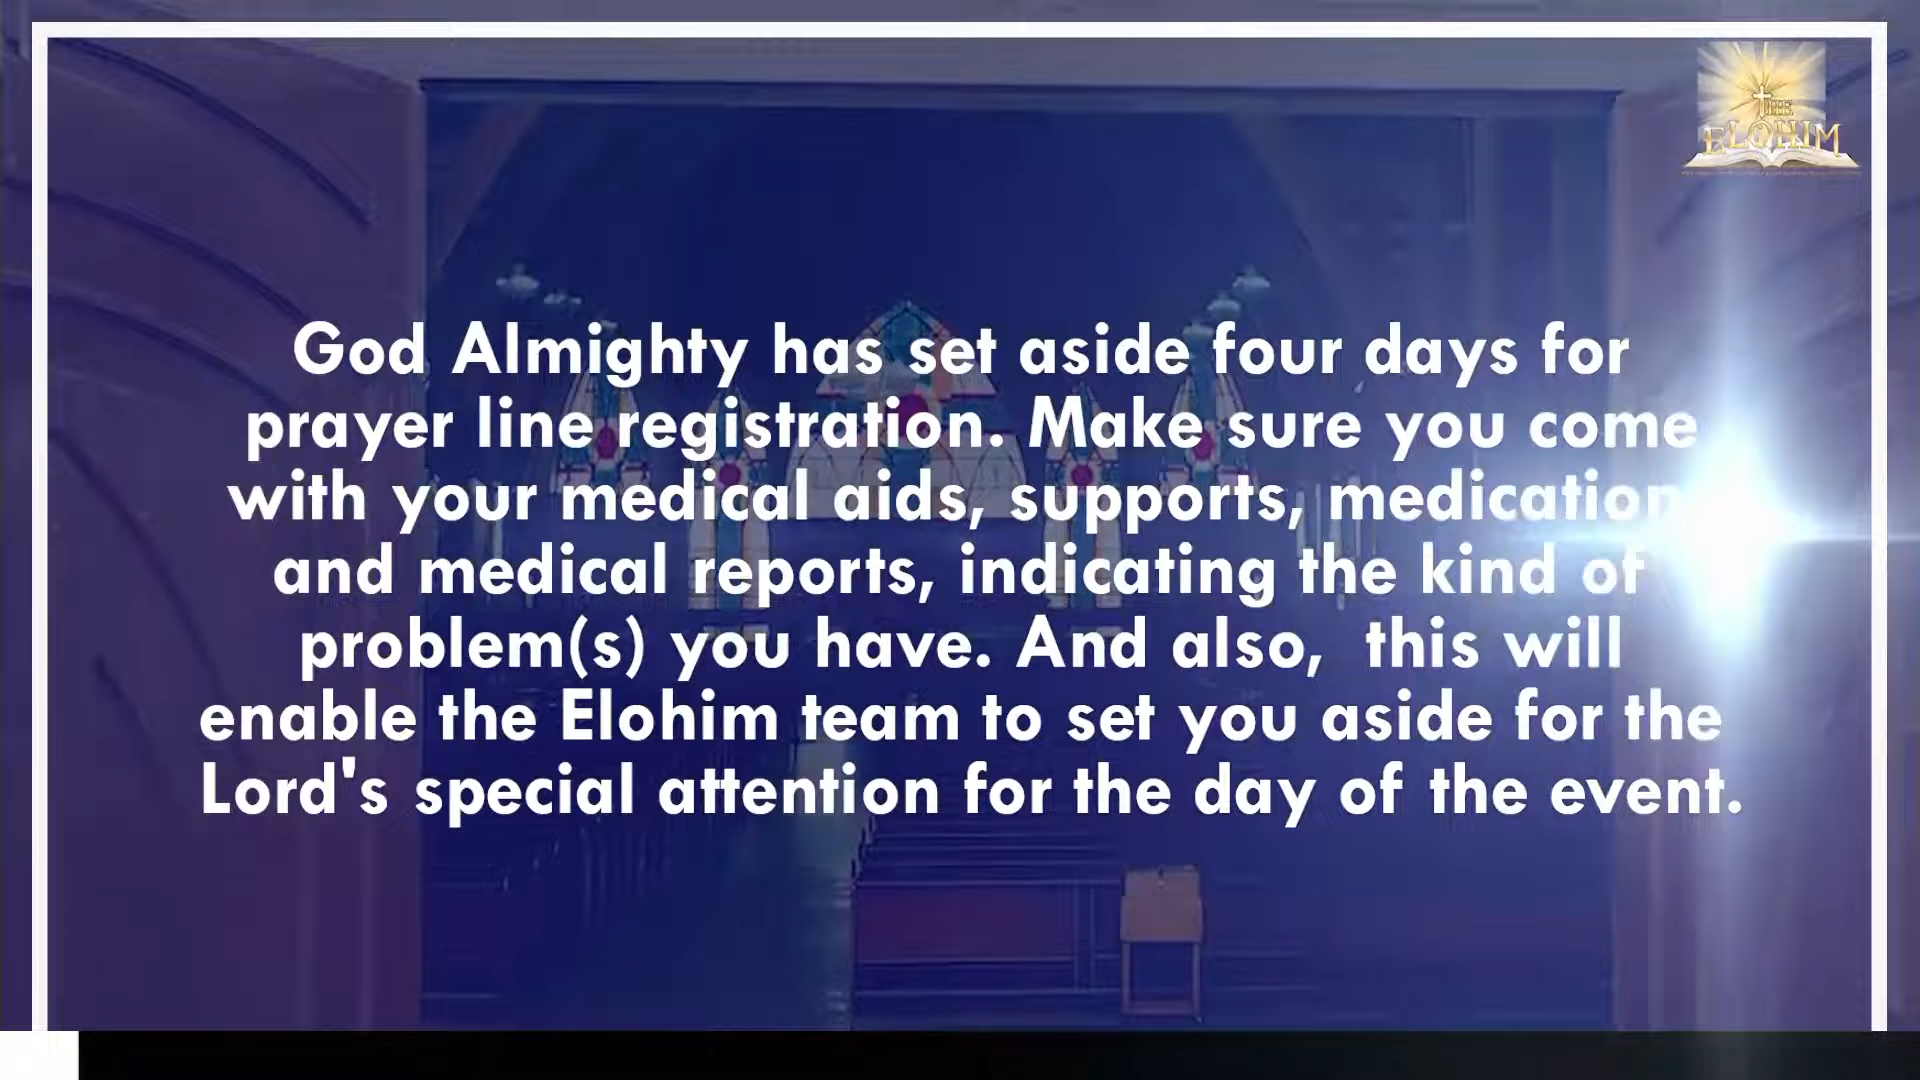 THE
ELOHIM
God Almighty has set aside four days for
prayer line registration. Make sure you come
with your medical aids, supports, medication
and medical reports, indicating the kind of
problem(s) you have. And also, this will
enable the Elohim team to set you aside for the
Lord's special attention for the day of the event.